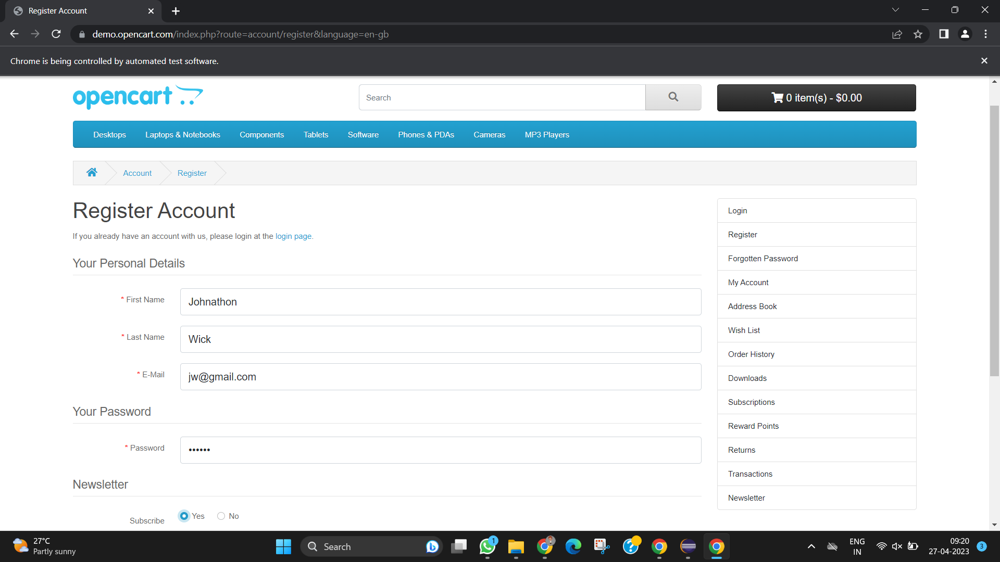 Register Account
demo.opencart.com/index.php?route=account/register&language=en-gb
Chrome is being controlled by automated test software.
opencart
Search
0 item(s) - $0.00
Desktops
Laptops & Notebooks
Components
Tablets
Software
Phones & PDAs
Cameras
MP3 Players
Account
Register
Register Account
If you already have an account with us, please login at the login page.
Your Personal Details
* First Name
Johnathon
* Last Name
Wick
* E-Mail
jw@gmail.com
Your Password
* Password
••••••
Newsletter
Subscribe
Yes
No
Login
Register
Forgotten Password
My Account
Address Book
Wish List
Order History
Downloads
Subscriptions
Reward Points
Returns
Transactions
Newsletter
27°C
Partly sunny
Search
1
ENG
IN
09:20
27-04-2023
3